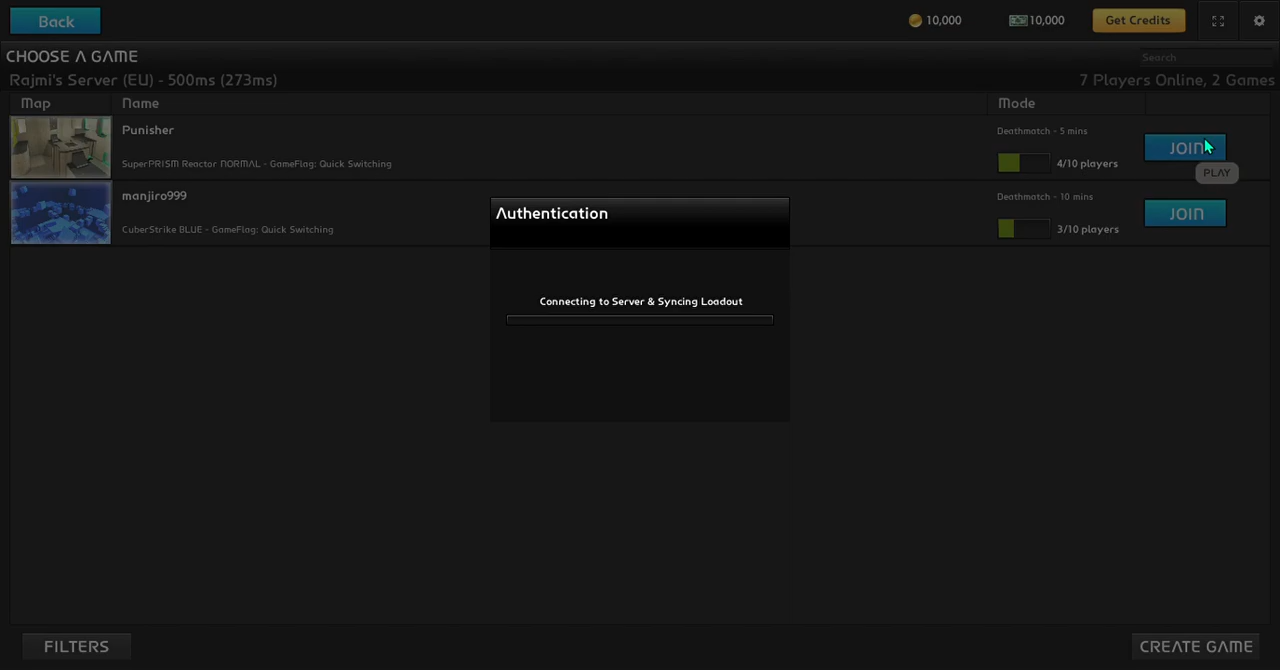 Back
10,000
10,000
Get Credits
CHOOSE A GAME
Search
Rajmi's Server (EU) - 500ms (273ms)
7 Players Online, 2 Games
Map
Name
Mode
Punisher
SuperPRISM Reactor NORMAL - GameFlag: Quick Switching
Deathmatch - 5 mins
4/10 players
JOIN
PLAY
manjiro999
CuberStrike BLUE - GameFlag: Quick Switching
Deathmatch - 10 mins
3/10 players
JOIN
Authentication
Connecting to Server & Syncing Loadout
FILTERS
CREATE GAME